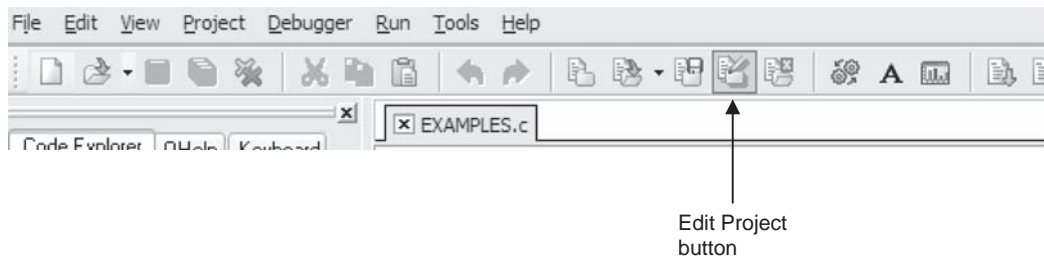 File Edit View Project Debugger Run Tools Help
A
EXAMPLES.c
Code Explorer QHelp Keyboard
Edit Project
button